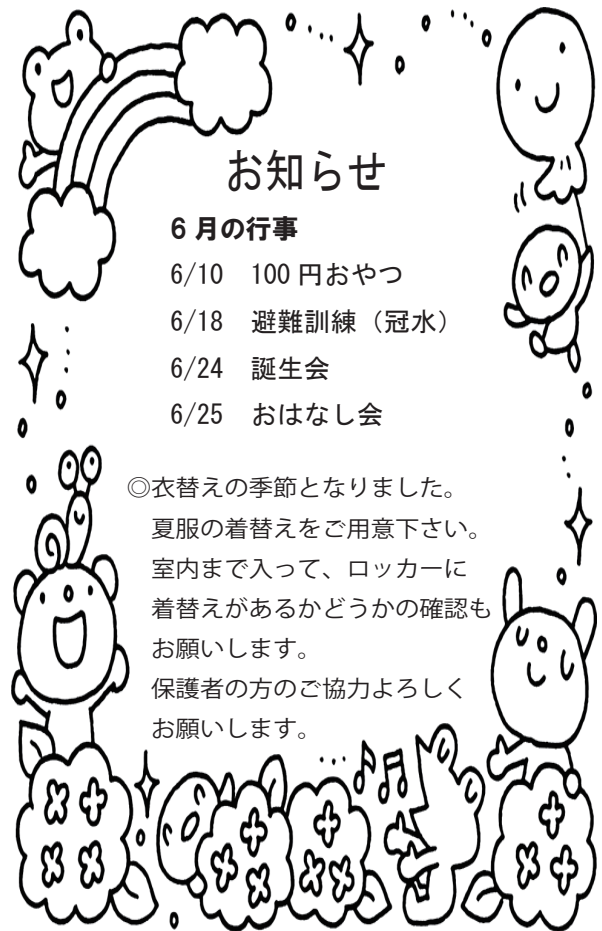 お知らせ
6月の行事
6/10　100円おやつ
6/18　避難訓練（冠水）
6/24　誕生会
6/25　おはなし会
◎衣替えの季節となりました。
夏服の着替えをご用意下さい。
室内まで入って、ロッカーに
着替えがあるかどうかの確認も
お願いします。
保護者の方のご協力よろしく
お願いします。